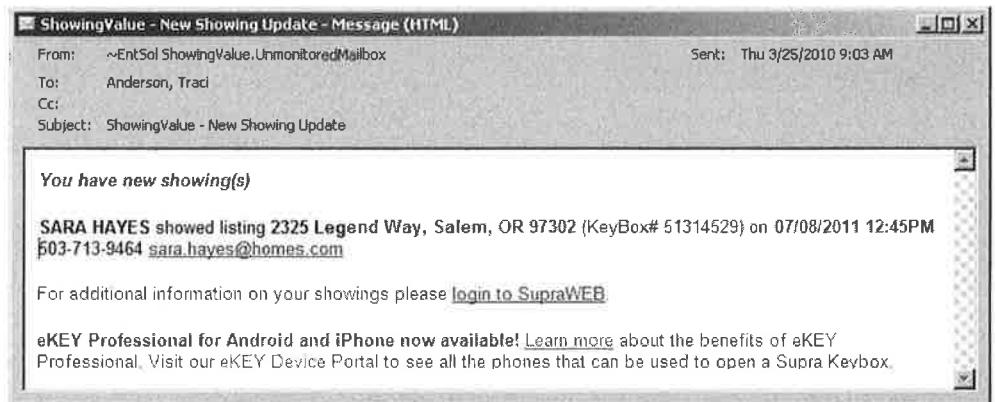 ShowingValue - New Showing Update - Message (HTML)
From: ~EntSol ShowingValue.UnmonitoredMailbox Sent: Thu 3/25/2010 9:03 AM
To: Anderson, Traci
Cc:
Subject: ShowingValue - New Showing Update
You have new showing(s)
SARA HAYES showed listing 2325 Legend Way, Salem, OR 97302 (KeyBox# 51314529) on 07/08/2011 12:45PM
503-713-9464 sara.hayes@homes.com
For additional information on your showings please login to SupraWEB.
eKEY Professional for Android and iPhone now available! Learn more about the benefits of eKEY
Professional. Visit our eKEY Device Portal to see all the phones that can be used to open a Supra Keybox.